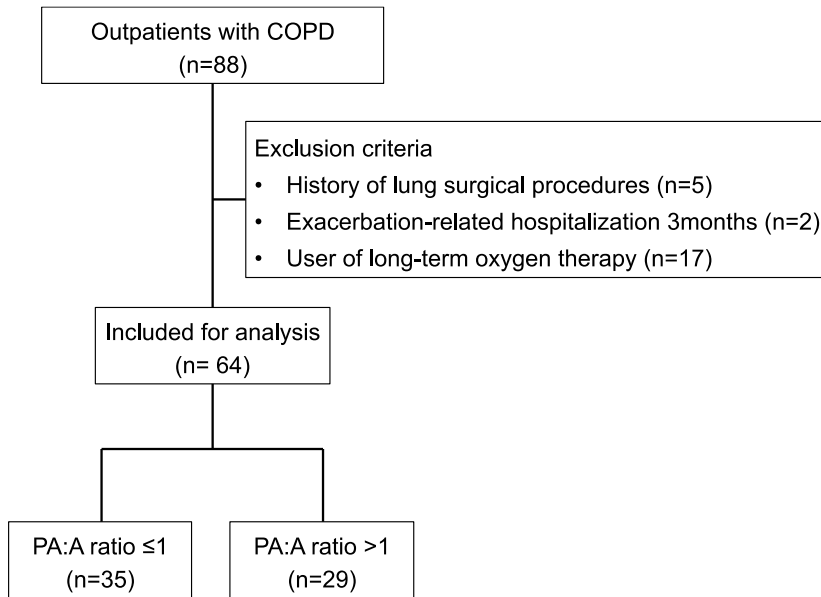 Outpatients with COPD
(n=88)
Exclusion criteria
• History of lung surgical procedures (n=5)
• Exacerbation-related hospitalization 3months (n=2)
• User of long-term oxygen therapy (n=17)
Included for analysis
(n= 64)
PA:A ratio ≤1
(n=35)
PA:A ratio >1
(n=29)